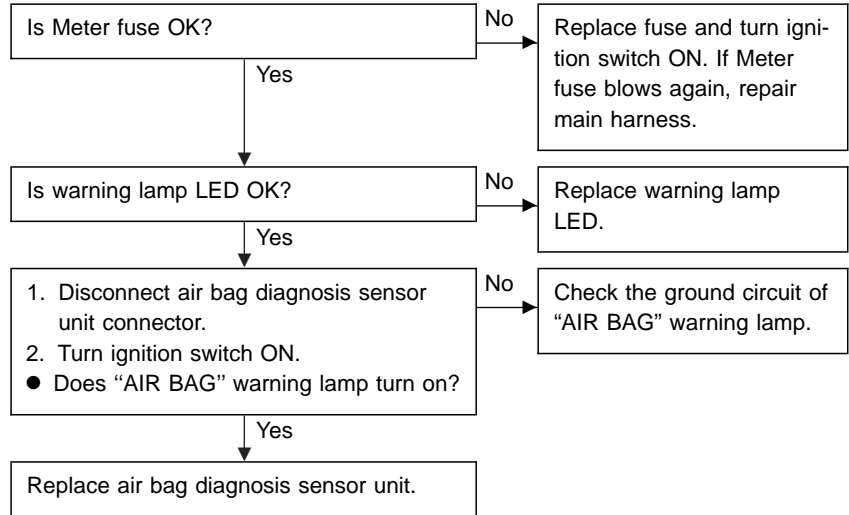 Is Meter fuse OK?
No
Replace fuse and turn igni-
tion switch ON. If Meter
fuse blows again, repair
main harness.
Yes
Is warning lamp LED OK?
No
Replace warning lamp
LED.
Yes
1. Disconnect air bag diagnosis sensor
unit connector.
2. Turn ignition switch ON.
● Does ‘‘AIR BAG’’ warning lamp turn on?
No
Check the ground circuit of
“AIR BAG” warning lamp.
Yes
Replace air bag diagnosis sensor unit.